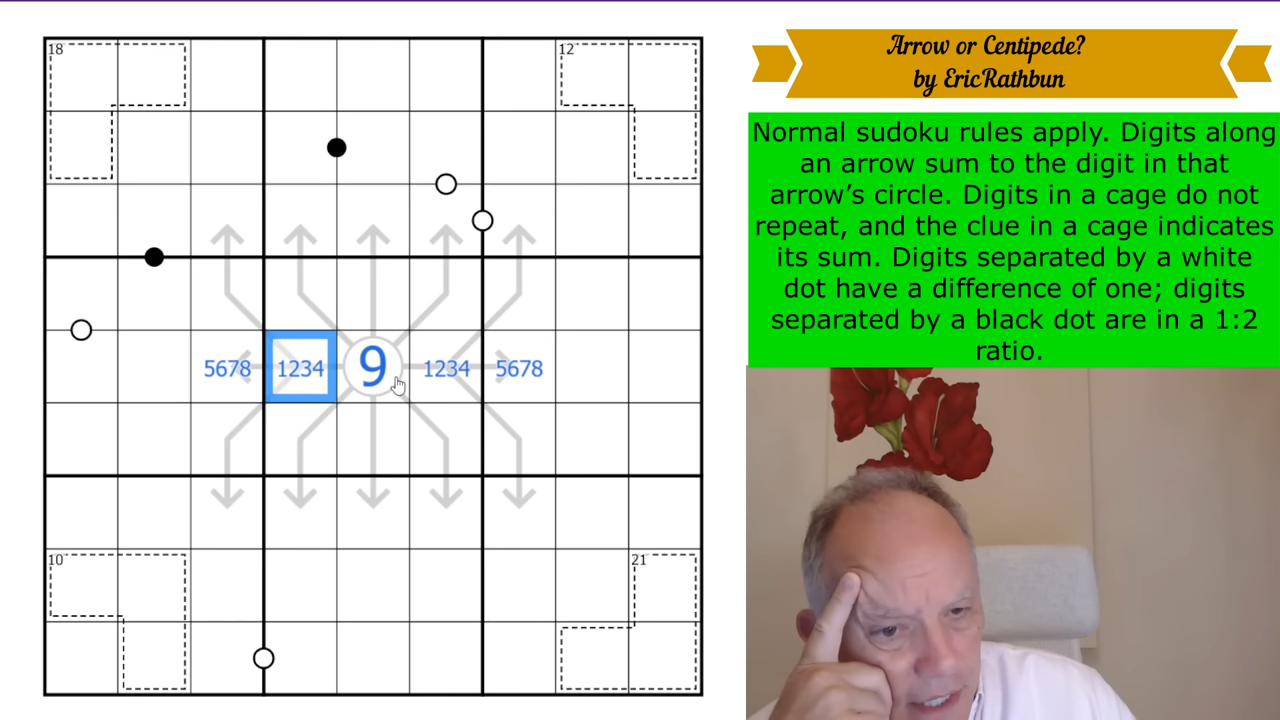 18
12
Arrow or Centipede?
by EricRathbun
Normal sudoku rules apply. Digits along
an arrow sum to the digit in that
arrow’s circle. Digits in a cage do not
repeat, and the clue in a cage indicates
its sum. Digits separated by a white
dot have a difference of one; digits
separated by a black dot are in a 1:2
ratio.
5678 1234 9 1234 5678
10
21